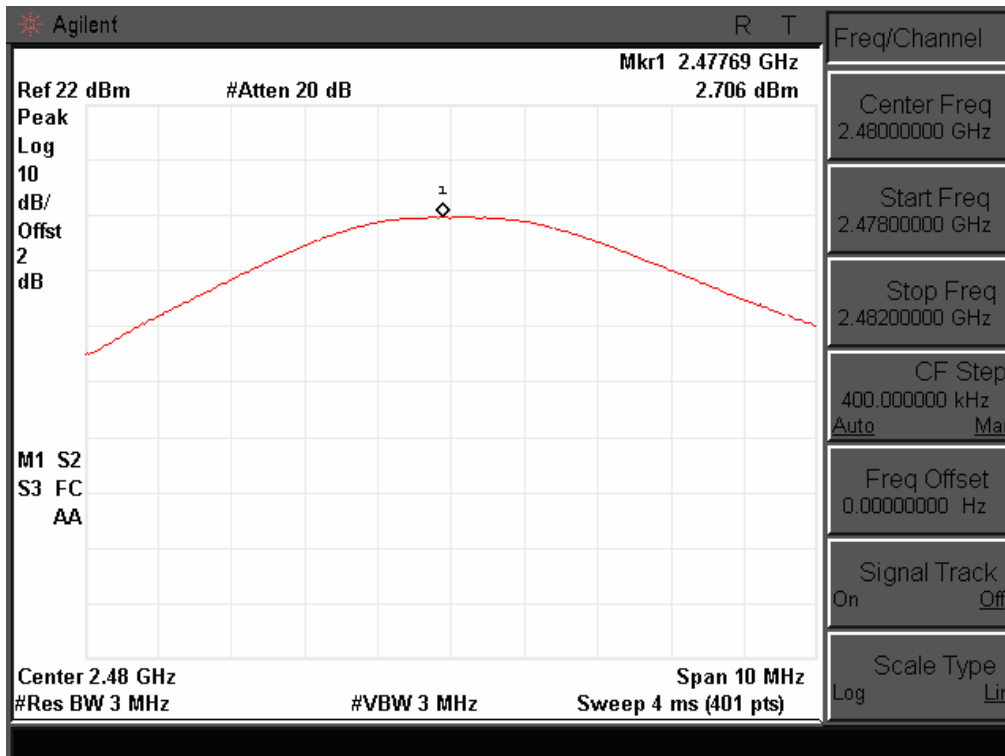 Agilent R T
Mkr1 2.47769 GHz
Ref 22 dBm #Atten 20 dB 2.706 dBm
Peak
Log
10
dB/
Offst
2
dB
1
M1 S2
S3 FC
AA
Center 2.48 GHz Span 10 MHz
#Res BW 3 MHz #VBW 3 MHz Sweep 4 ms (401 pts)
Freq/Channel
Center Freq
2.48000000 GHz
Start Freq
2.47800000 GHz
Stop Freq
2.48200000 GHz
CF Step
400.000000 kHz
Auto Ma
Freq Offset
0.00000000 Hz
Signal Track
On Off
Scale Type
Log Lin